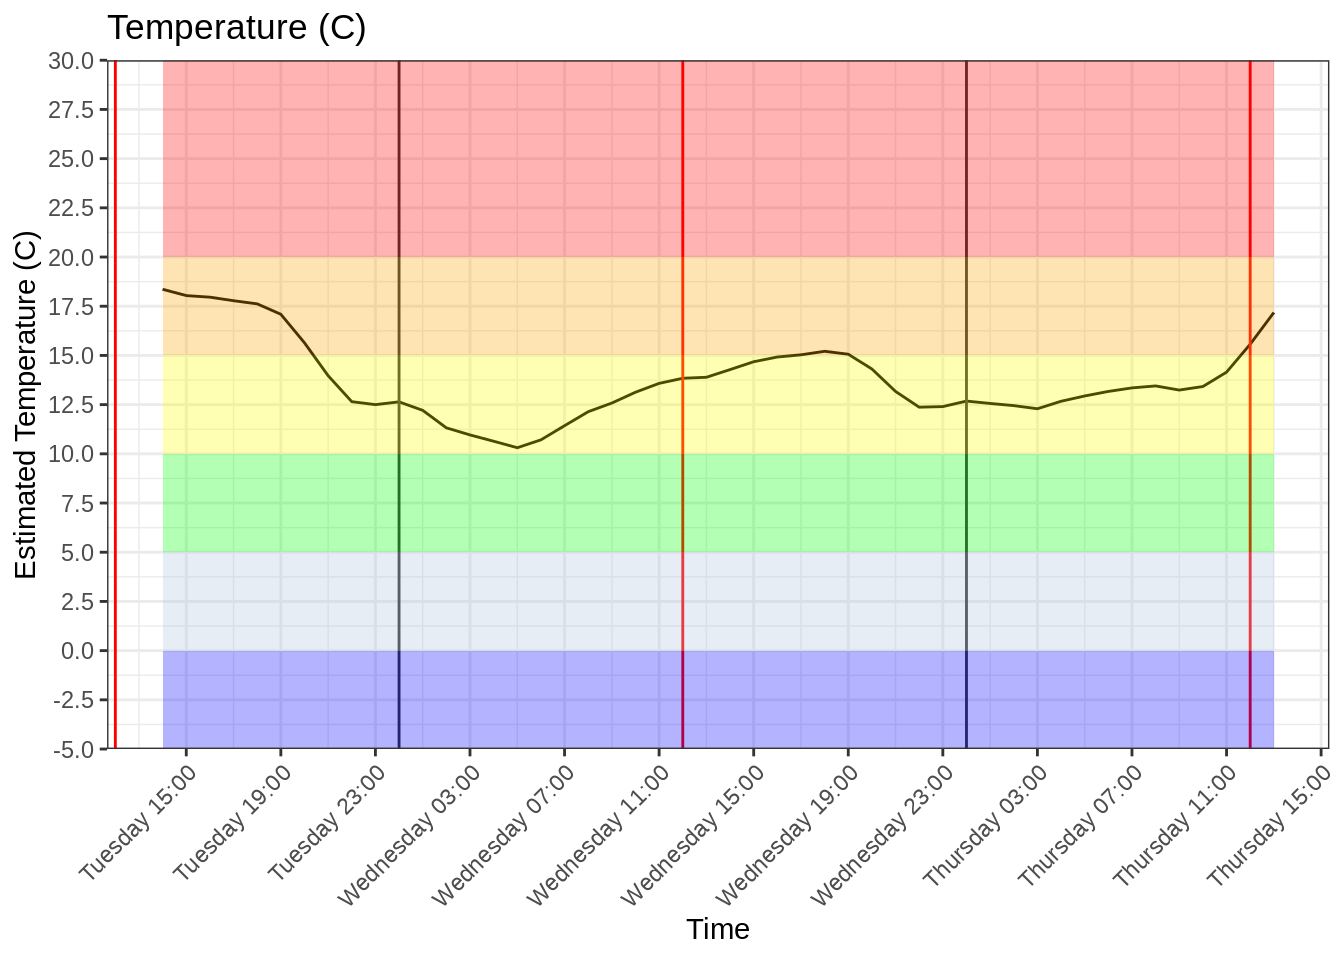 Temperature (C)
30.0
27.5
25.0
22.5
20.0
17.5
15.0
12.5
10.0
7.5
5.0
2.5
0.0
-2.5
-5.0
Estimated Temperature (C)
Tuesday 15:00
Tuesday 19:00
Tuesday 23:00
Wednesday 03:00
Wednesday 07:00
Wednesday 11:00
Wednesday 15:00
Wednesday 19:00
Wednesday 23:00
Thursday 03:00
Thursday 07:00
Thursday 11:00
Thursday 15:00
Time